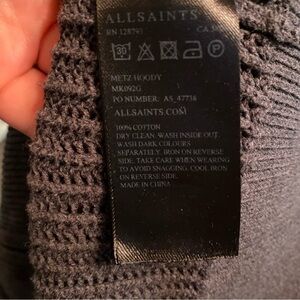 ALLSAINTS
RN 128793
30
METZ HOODY
MK092G
PO NUMBER: AS_47738
ALLSAINTS.COM
100% COTTON
DRY CLEAN. WASH INSIDE OUT.
WASH DARK COLOURS
SEPARATELY. IRON ON REVERSE
SIDE. TAKE CARE WHEN WEARING
TO AVOID SNAGGING. COOL IRON
ON REVERSE SIDE.
MADE IN CHINA